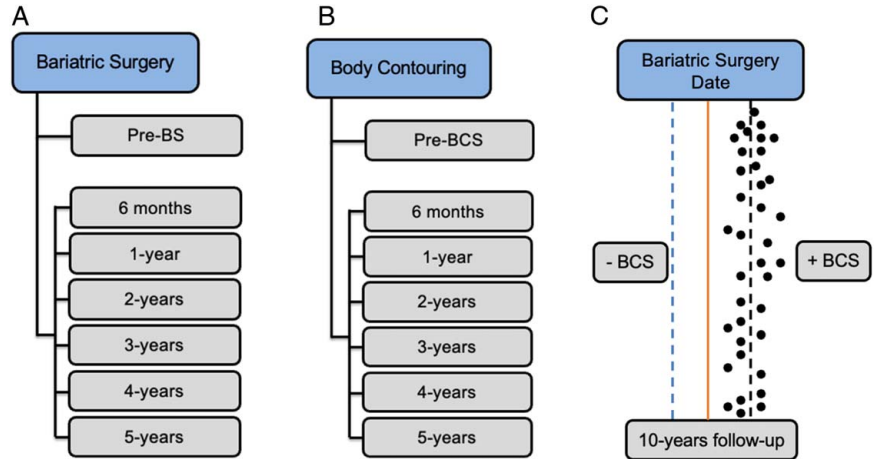 A
Bariatric Surgery
Pre-BS
6 months
1-year
2-years
3-years
4-years
5-years
B
Body Contouring
Pre-BCS
6 months
1-year
2-years
3-years
4-years
5-years
C
Bariatric Surgery
Date
- BCS
+ BCS
10-years follow-up